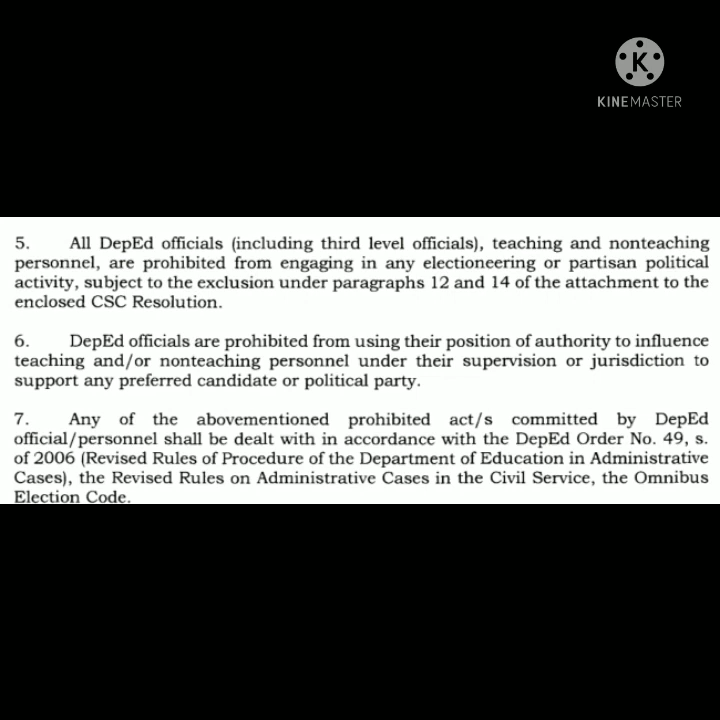 K
KINEMASTER
5. All DepEd officials (including third level officials), teaching and nonteaching
personnel, are prohibited from engaging in any electioneering or partisan political
activity, subject to the exclusion under paragraphs 12 and 14 of the attachment to the
enclosed CSC Resolution.
6. DepEd officials are prohibited from using their position of authority to influence
teaching and/or nonteaching personnel under their supervision or jurisdiction to
support any preferred candidate or political party.
7. Any of the abovementioned prohibited act/s committed by DepEd
official/personnel shall be dealt with in accordance with the DepEd Order No. 49, s.
of 2006 (Revised Rules of Procedure of the Department of Education in Administrative
Cases), the Revised Rules on Administrative Cases in the Civil Service, the Omnibus
Election Code.